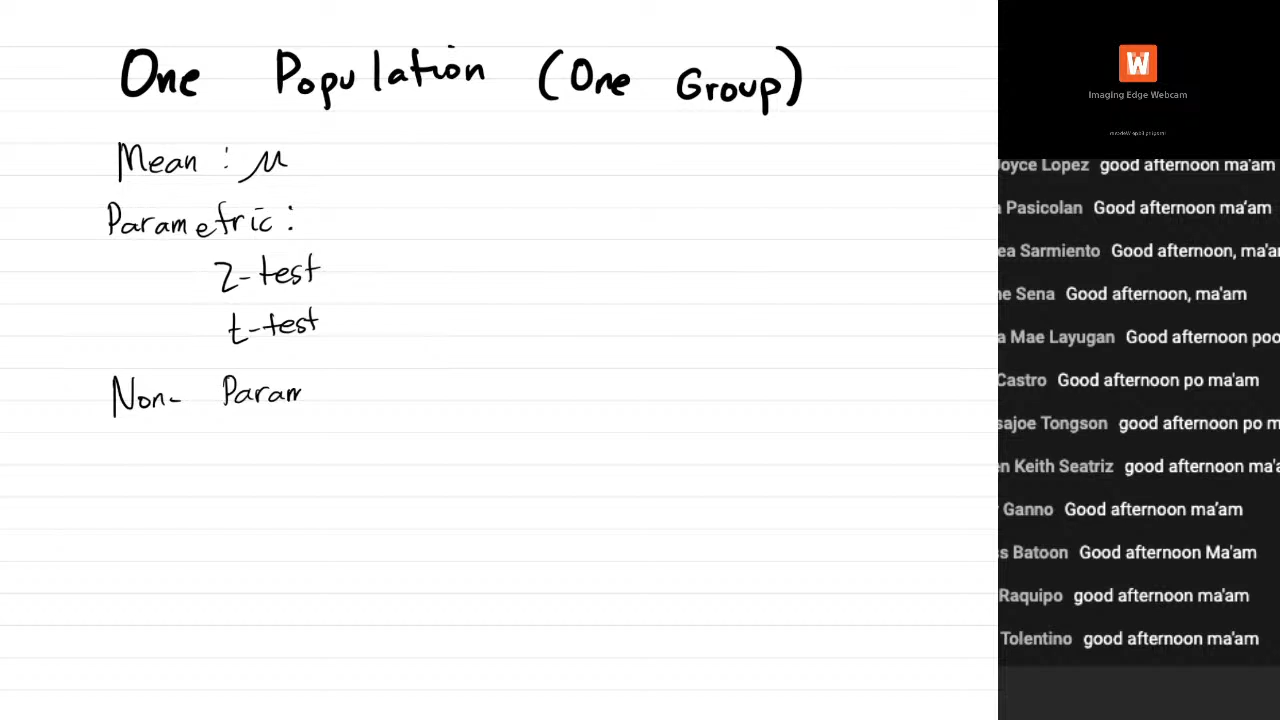 One Population (One Group)
Mean : μ
Parametric :
Z-test
t-test
Non- Param
W
Imaging Edge Webcam
Joyce Lopez good afternoon ma'am
Pasicolan Good afternoon ma'am
Sarmiento Good afternoon, ma'am
Sena Good afternoon, ma'am
Mae Layugan Good afternoon poo
Castro Good afternoon po ma'am
Tongson good afternoon po m
Keith Seatriz good afternoon ma'a
Ganno Good afternoon ma'am
Batoon Good afternoon Ma'am
Raquipo good afternoon ma'am
Tolentino good afternoon ma'am